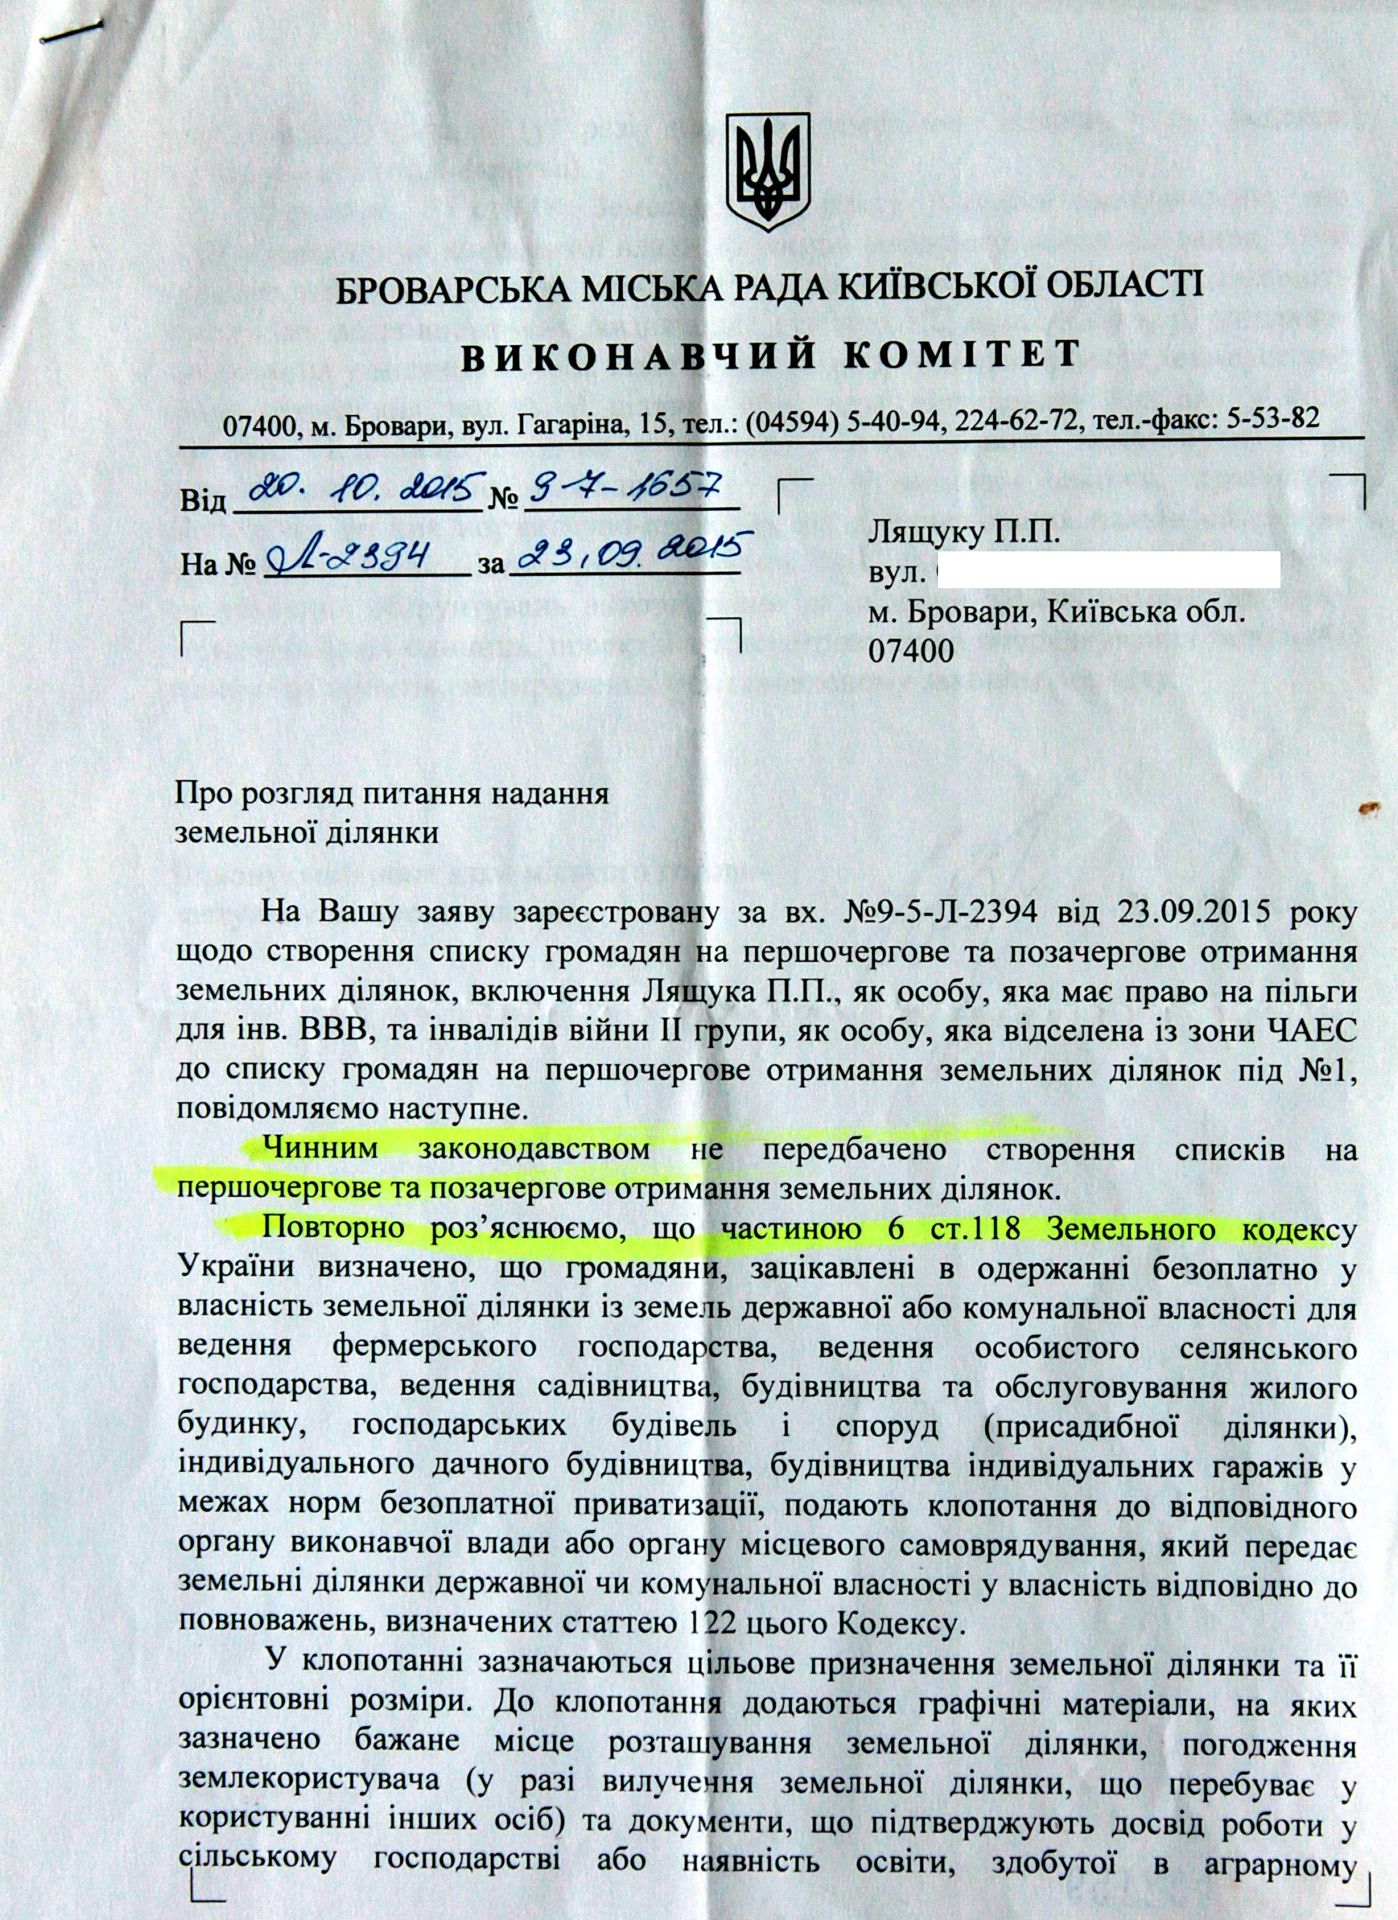 БРОВАРСЬКА МІСЬКА РАДА КИЇВСЬКОЇ ОБЛАСТІ
ВИКОНАВЧИЙ КОМІТЕТ
07400, м. Бровари, вул. Гагаріна, 15, тел.: (04594) 5-40-94, 224-62-72, тел.-факс: 5-53-82
Від 20. 10. 2015 № 9-7-1657
На № Л-2394 за 23.09.2015
Лящуку П.П.
вул.
м. Бровари, Київська обл.
07400
Про розгляд питання надання
земельної ділянки
На Вашу заяву зареєстровану за вх. №9-5-Л-2394 від 23.09.2015 року
щодо створення списку громадян на першочергове та позачергове отримання
земельних ділянок, включення Лящука П.П., як особу, яка має право на пільги
для інв. ВВВ, та інвалідів війни II групи, як особу, яка відселена із зони ЧАЕС
до списку громадян на першочергове отримання земельних ділянок під №1,
повідомляємо наступне.
Чинним законодавством не передбачено створення списків на
першочергове та позачергове отримання земельних ділянок.
Повторно роз’яснюємо, що частиною 6 ст.118 Земельного кодексу
України визначено, що громадяни, зацікавлені в одержанні безоплатно у
власність земельної ділянки із земель державної або комунальної власності для
ведення фермерського господарства, ведення особистого селянського
господарства, ведення садівництва, будівництва та обслуговування жилого
будинку, господарських будівель і споруд (присадибної ділянки),
індивідуального дачного будівництва, будівництва індивідуальних гаражів у
межах норм безоплатної приватизації, подають клопотання до відповідного
органу виконавчої влади або органу місцевого самоврядування, який передає
земельні ділянки державної чи комунальної власності у власність відповідно до
повноважень, визначених статтею 122 цього Кодексу.
У клопотанні зазначаються цільове призначення земельної ділянки та її
орієнтовні розміри. До клопотання додаються графічні матеріали, на яких
зазначено бажане місце розташування земельної ділянки, погодження
землекористувача (у разі вилучення земельної ділянки, що перебуває у
користуванні інших осіб) та документи, що підтверджують досвід роботи у
сільському господарстві або наявність освіти, здобутої в аграрному